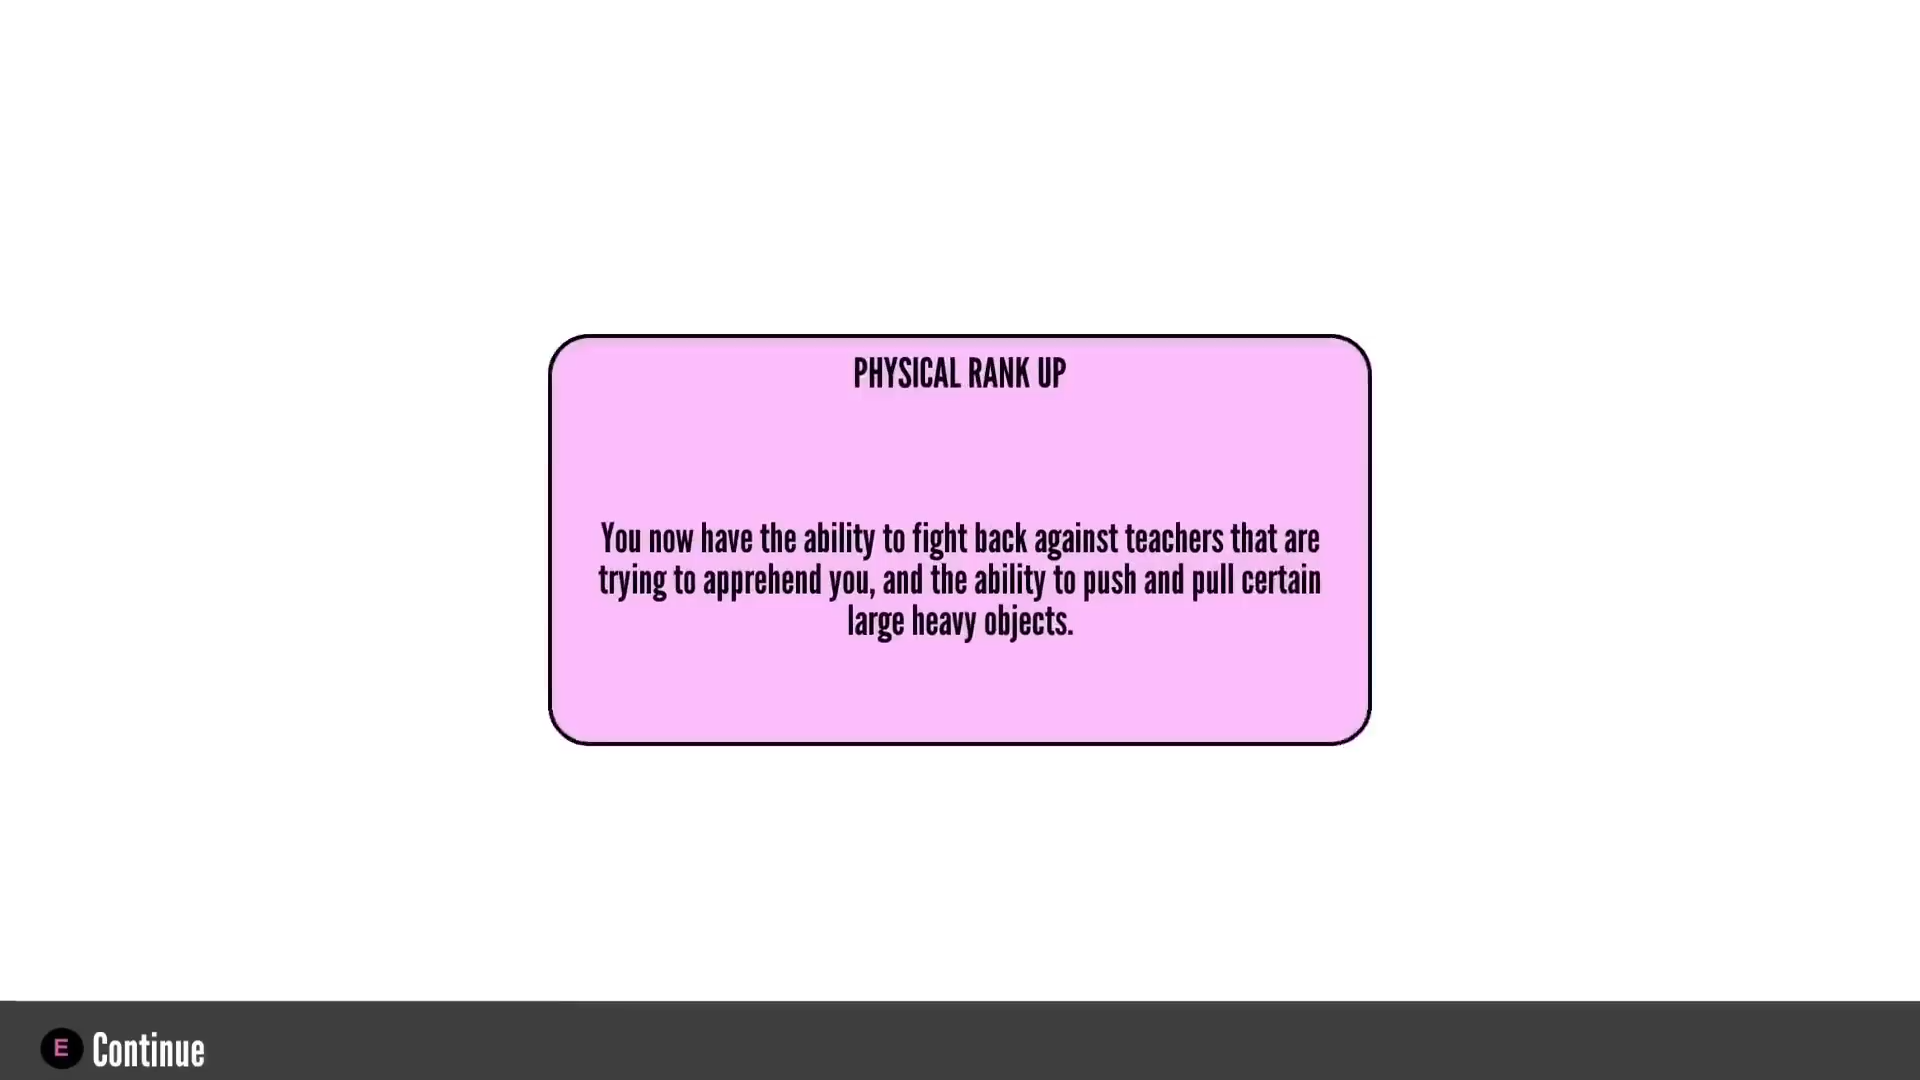 PHYSICAL RANK UP
You now have the ability to fight back against teachers that are
trying to apprehend you, and the ability to push and pull certain
large heavy objects.
E Continue